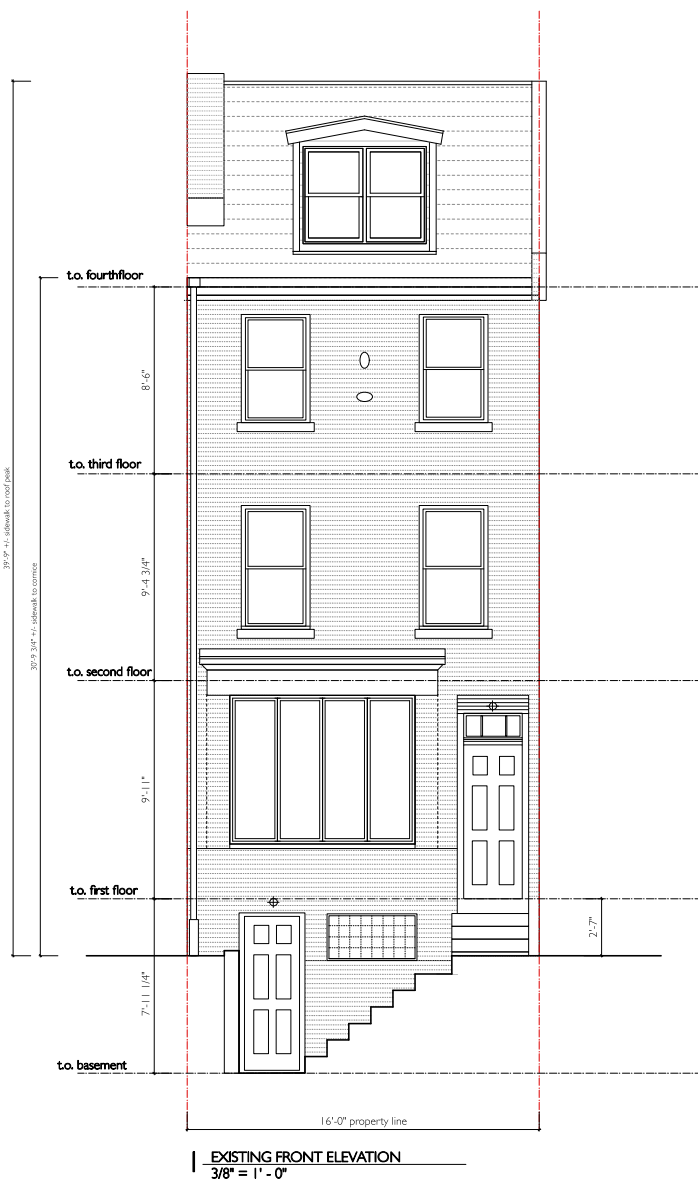 t.o. fourthfloor
8'-6"
t.o. third floor
39'-9" +/- sidewalk to roof peak
30'-9 3/4" +/- sidewalk to cornice
9'-4 3/4"
t.o. second floor
9'-11"
t.o. first floor
2'-7"
7'-11 1/4"
t.o. basement
16'-0" property line
1
EXISTING FRONT ELEVATION
3/8" = 1' - 0"